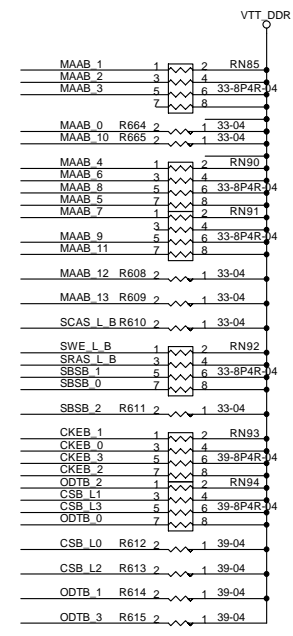 VTT_DDR
MAAB_1 1 2 RN85
MAAB_2 3 4
MAAB_3 5 6 33-8P4R-04
7 8
MAAB_0 R664 2 1 33-04
MAAB_10 R665 2 1 33-04
MAAB_4 1 2 RN90
MAAB_6 3 4
MAAB_8 5 6 33-8P4R-04
MAAB_5 7 8
MAAB_7 1 2 RN91
3 4
MAAB_9 5 6 33-8P4R-04
MAAB_11 7 8
MAAB_12 R608 2 1 33-04
MAAB_13 R609 2 1 33-04
SCAS_L_B R610 2 1 33-04
SWE_L_B 1 2 RN92
SRAS_L_B 3 4
SBSB_1 5 6 33-8P4R-04
SBSB_0 7 8
SBSB_2 R611 2 1 33-04
CKEB_1 1 2 RN93
CKEB_0 3 4
CKEB_3 5 6 39-8P4R-04
CKEB_2 7 8
ODTB_2 1 2 RN94
CSB_L1 3 4
CSB_L3 5 6 39-8P4R-04
ODTB_0 7 8
CSB_L0 R612 2 1 39-04
CSB_L2 R613 2 1 39-04
ODTB_1 R614 2 1 39-04
ODTB_3 R615 2 1 39-04